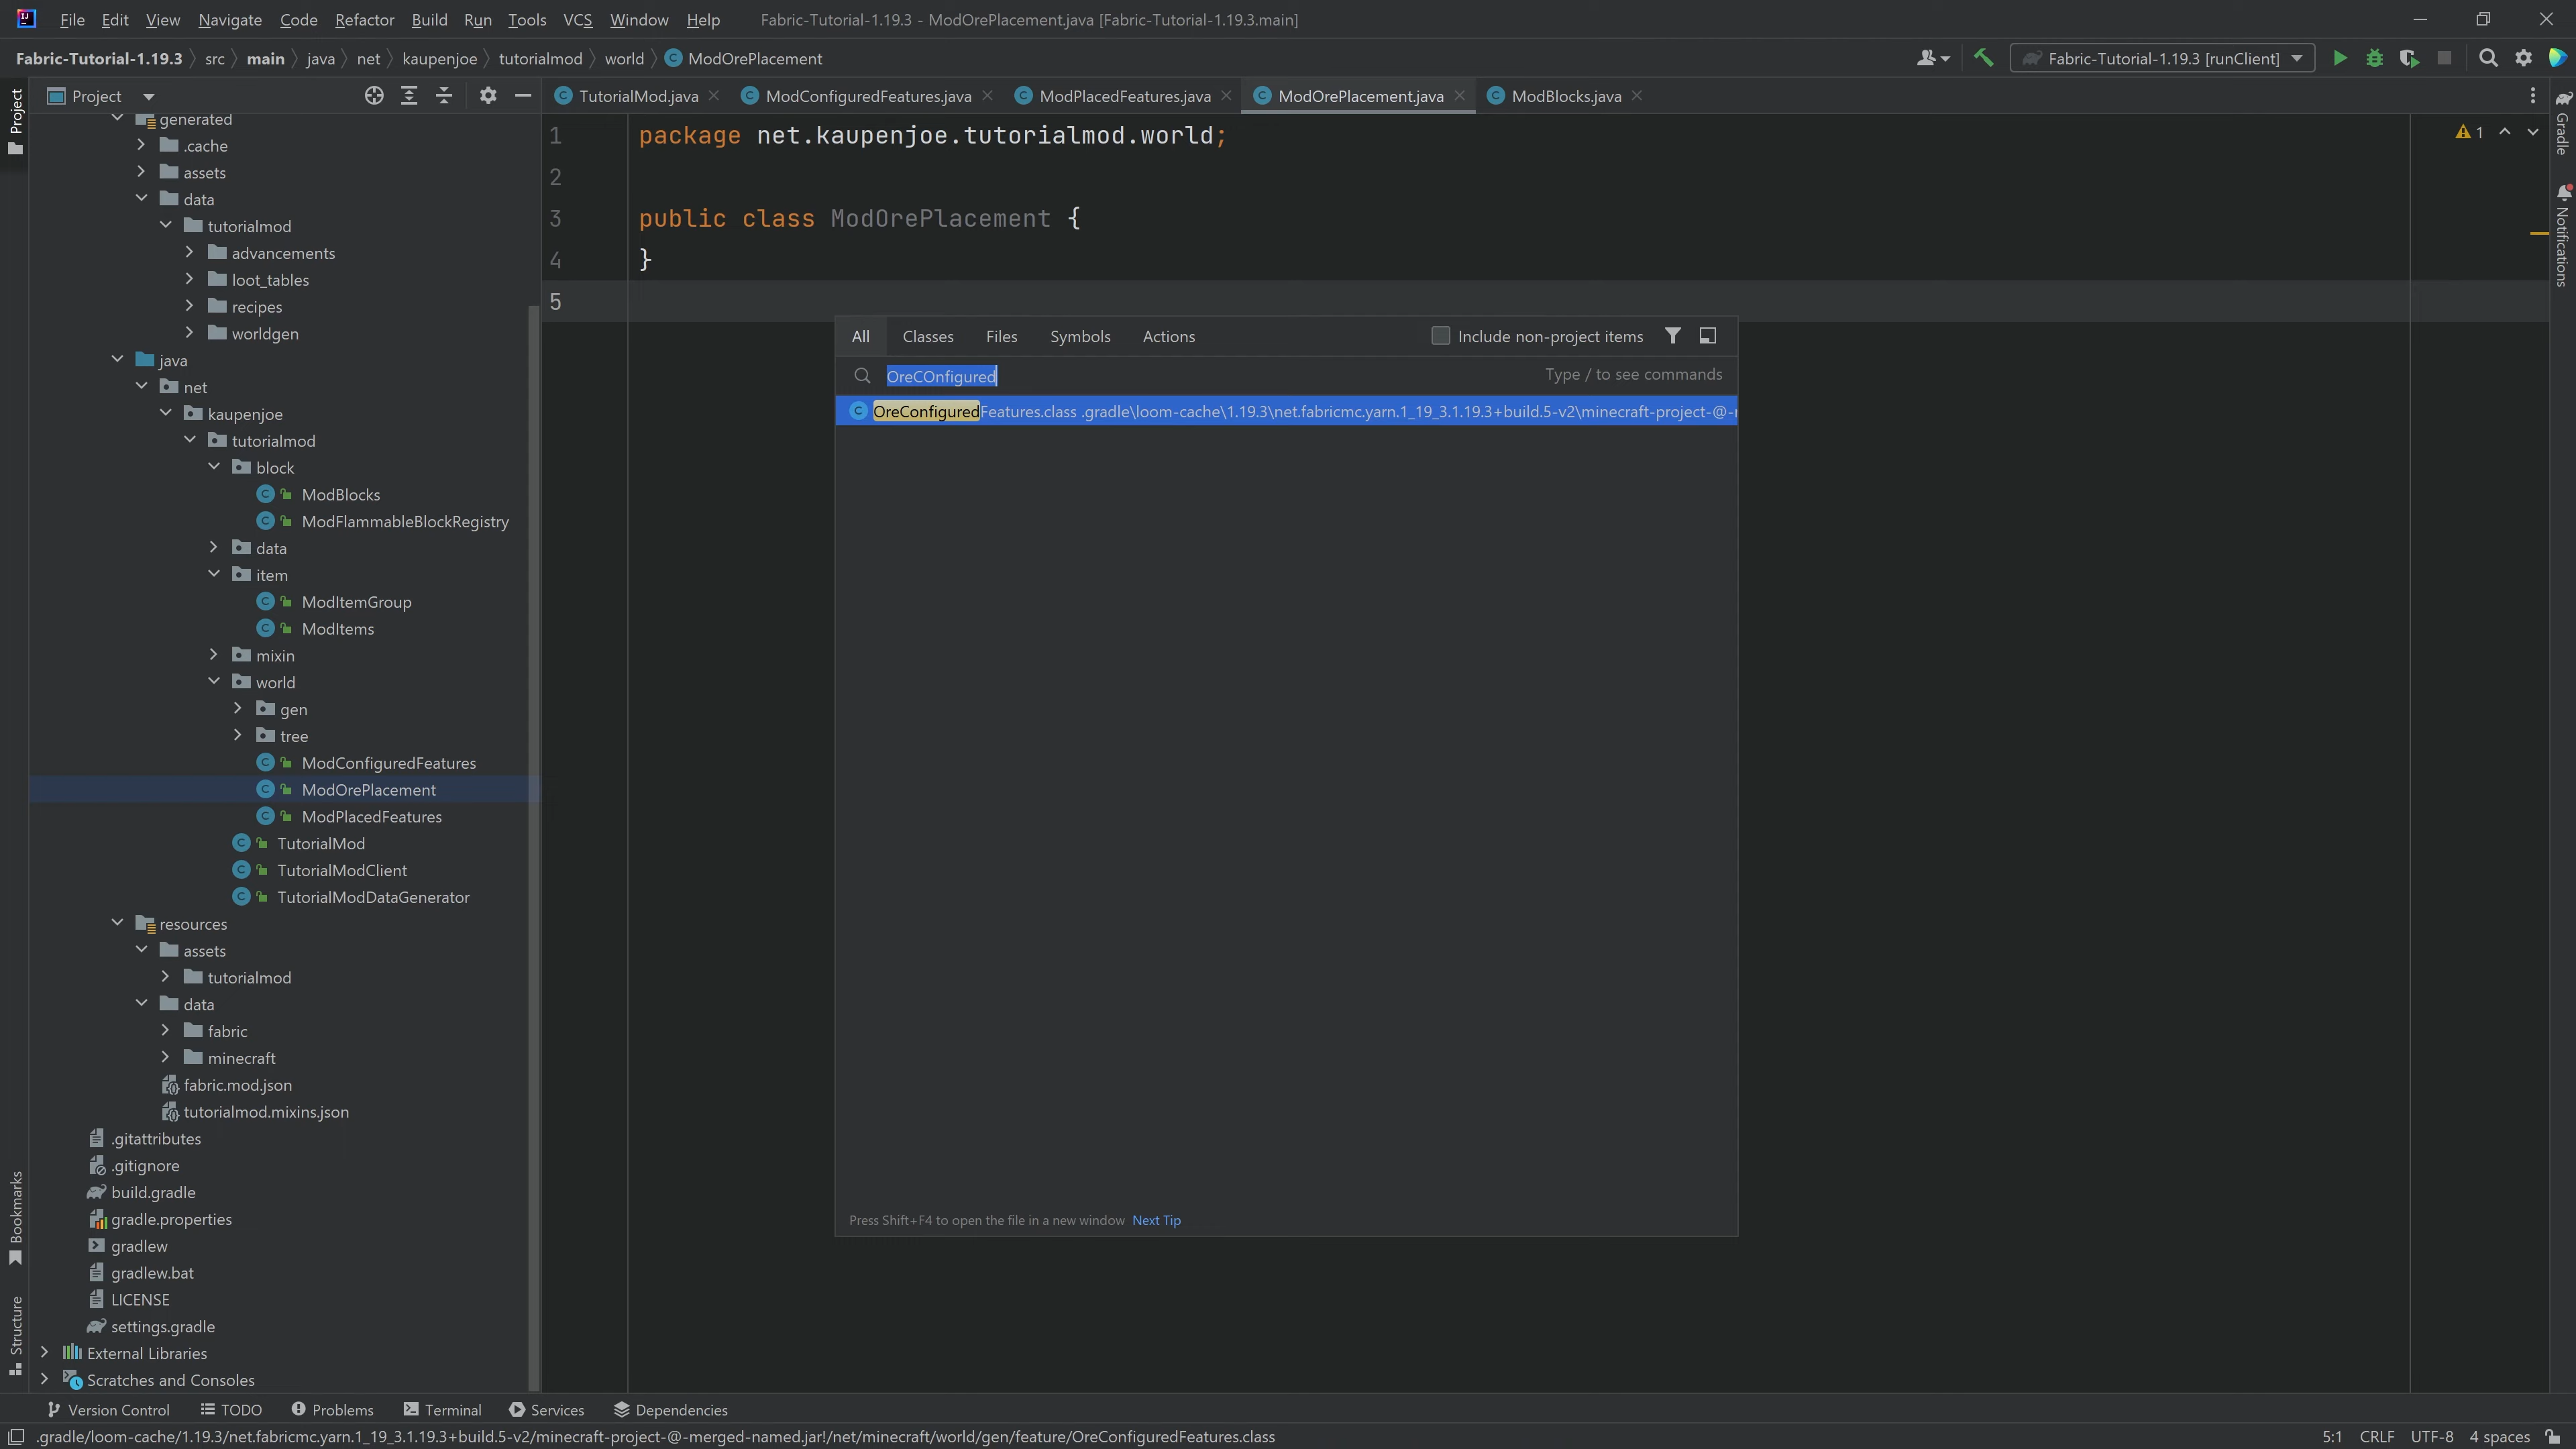 File Edit View Navigate Code Refactor Build Run Tools VCS Window Help Fabric-Tutorial-1.19.3 - ModOrePlacement.java [Fabric-Tutorial-1.19.3.main]
Fabric-Tutorial-1.19.3 src main java net kaupenjoe tutorialmod world ModOrePlacement Fabric-Tutorial-1.19.3 [runClient]
Project
Project
TutorialMod.java ModConfiguredFeatures.java ModPlacedFeatures.java ModOrePlacement.java ModBlocks.java
Gradle
Notifications
generated
.cache
assets
data
tutorialmod
advancements
loot_tables
recipes
worldgen
java
net
kaupenjoe
tutorialmod
block
ModBlocks
ModFlammableBlockRegistry
data
item
ModItemGroup
ModItems
mixin
world
gen
tree
ModConfiguredFeatures
ModOrePlacement
ModPlacedFeatures
TutorialMod
TutorialModClient
TutorialModDataGenerator
resources
assets
tutorialmod
data
fabric
minecraft
fabric.mod.json
tutorialmod.mixins.json
.gitattributes
.gitignore
build.gradle
gradle.properties
gradlew
gradlew.bat
LICENSE
settings.gradle
External Libraries
Scratches and Consoles
Bookmarks
Structure
1 package net.kaupenjoe.tutorialmod.world;
2
3 public class ModOrePlacement {
4 }
5
1
All Classes Files Symbols Actions Include non-project items
OreCOnfigured Type / to see commands
OreConfiguredFeatures.class .gradle\loom-cache\1.19.3\net.fabricmc.yarn.1_19_3.1.19.3+build.5-v2\minecraft-project-@-
Press Shift+F4 to open the file in a new window Next Tip
Version Control TODO Problems Terminal Services Dependencies
.gradle/loom-cache/1.19.3/net.fabricmc.yarn.1_19_3.1.19.3+build.5-v2/minecraft-project-@-merged-named.jar!/net/minecraft/world/gen/feature/OreConfiguredFeatures.class 5:1 CRLF UTF-8 4 spaces